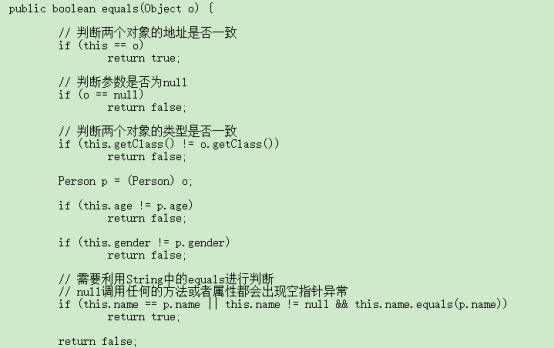 public boolean equals(Object o) {
// 判断两个对象的地址是否一致
if (this == o)
return true;
// 判断参数是否为null
if (o == null)
return false;
// 判断两个对象的类型是否一致
if (this.getClass() != o.getClass())
return false;
Person p = (Person) o;
if (this.age != p.age)
return false;
if (this.gender != p.gender)
return false;
// 需要利用String中的equals进行判断
// null调用任何的方法或者属性都会出现空指针异常
if (this.name == p.name || this.name != null && this.name.equals(p.name))
return true;
return false;